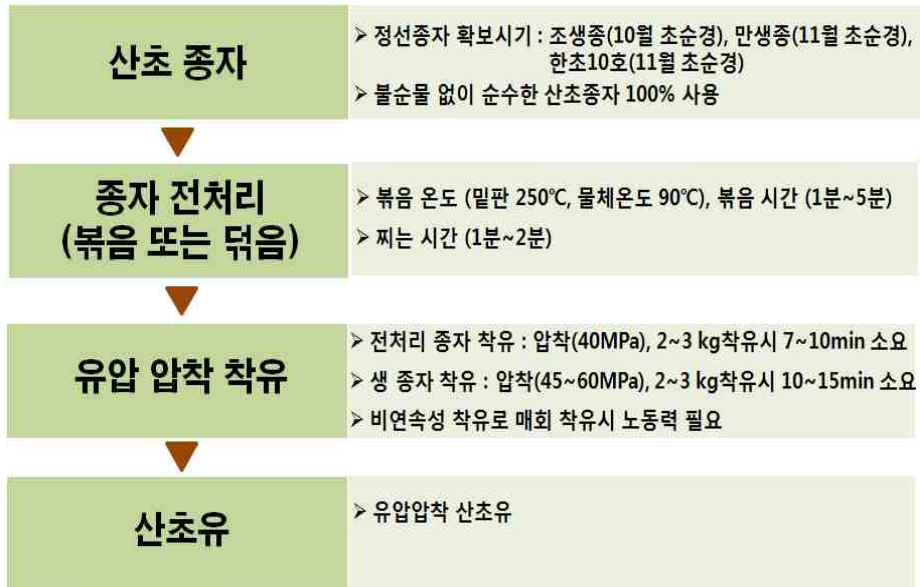 산초 종자
➢ 정선종자 확보시기 : 조생종(10월 초순경), 만생종(11월 초순경),
한초10호(11월 초순경)
➢ 불순물 없이 순수한 산초종자 100% 사용
종자 전처리
(볶음 또는 덖음)
➢ 볶음 온도 (밑판 250℃, 물체온도 90℃), 볶음 시간 (1분~5분)
➢ 찌는 시간 (1분~2분)
유압 압착 착유
➢ 전처리 종자 착유 : 압착(40MPa), 2~3 kg착유시 7~10min 소요
➢ 생 종자 착유 : 압착(45~60MPa), 2~3 kg착유시 10~15min 소요
➢ 비연속성 착유로 매회 착유시 노동력 필요
산초유
➢ 유압압착 산초유